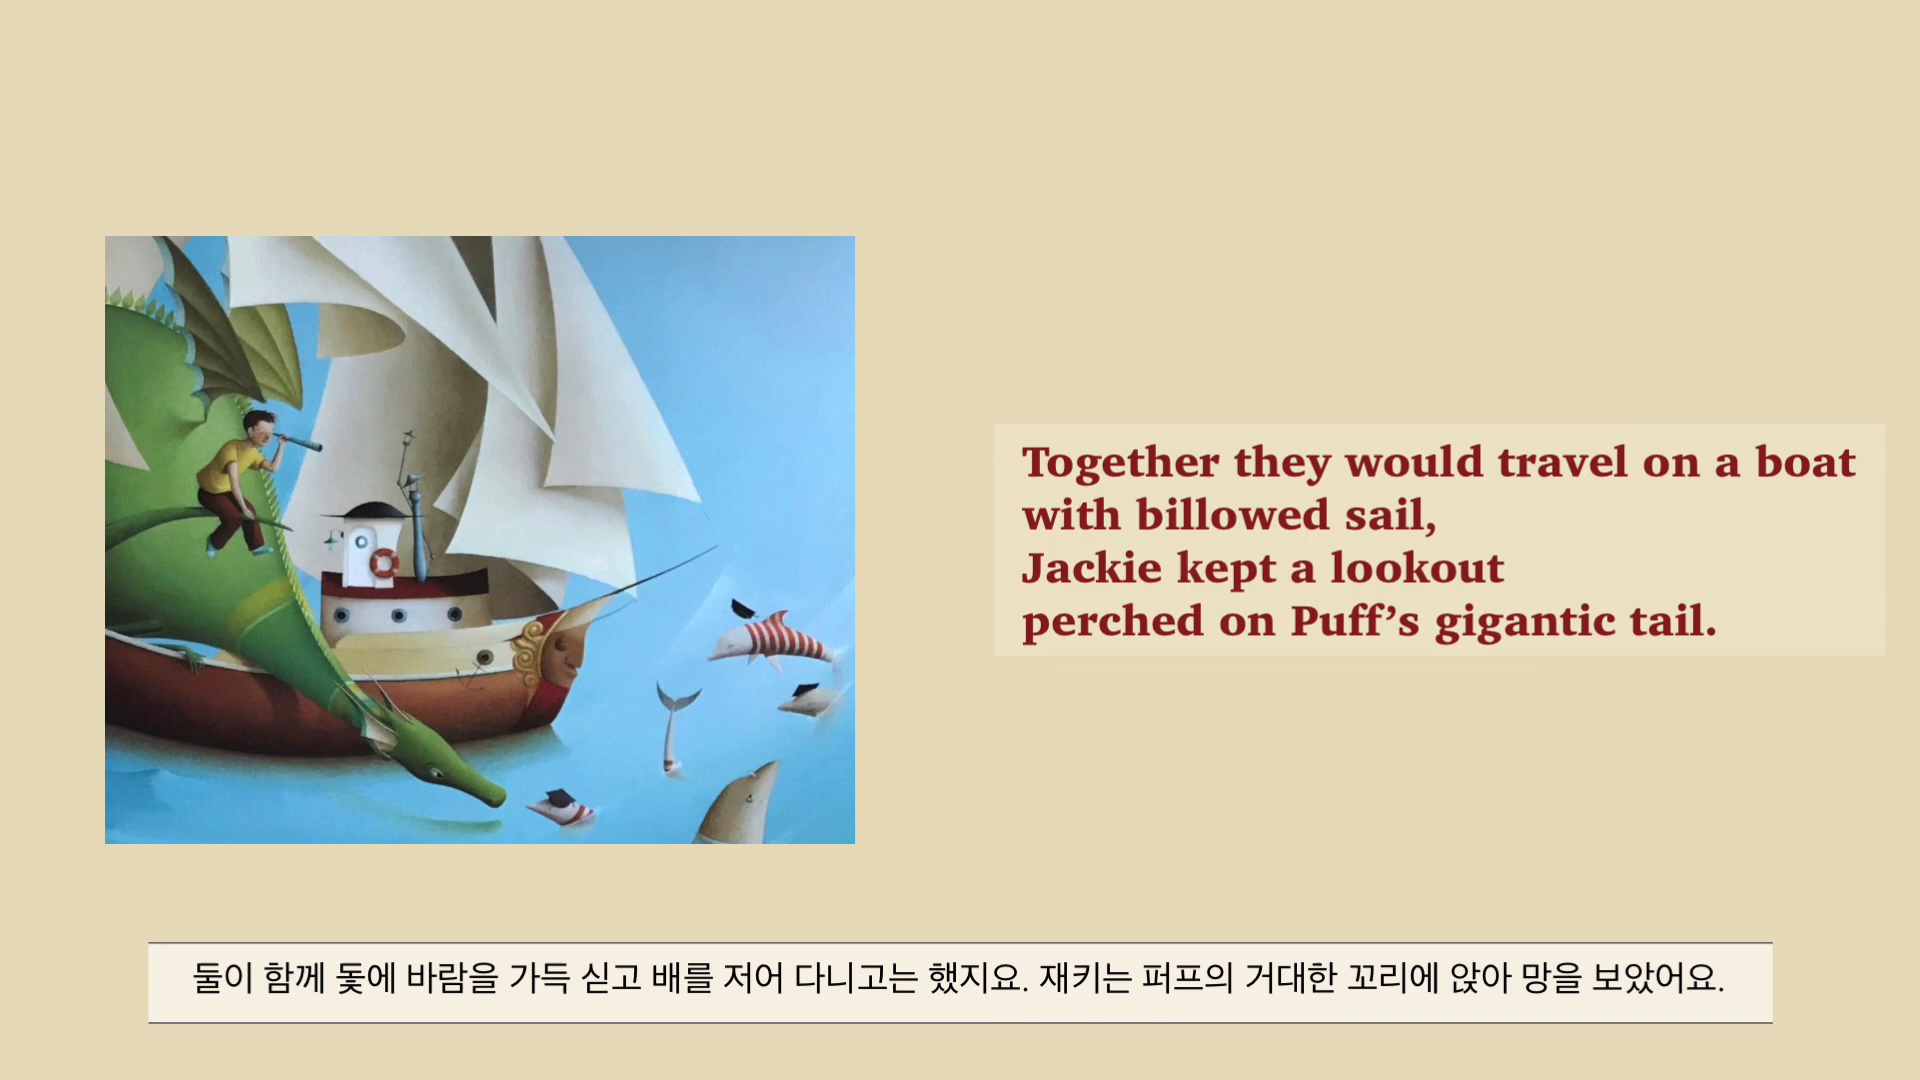 Together they would travel on a boat
with billowed sail,
Jackie kept a lookout
perched on Puff’s gigantic tail.
둘이 함께 돛에 바람을 가득 싣고 배를 저어 다니고는 했지요. 재키는 퍼프의 거대한 꼬리에 앉아 망을 보았어요.